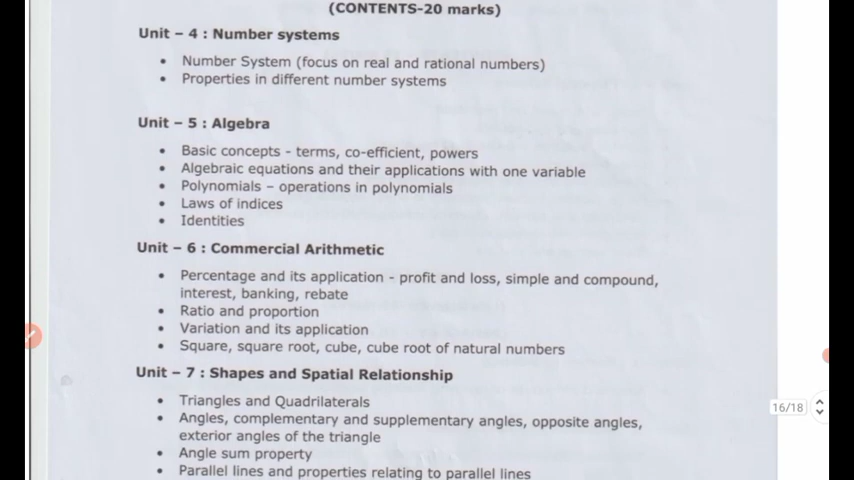 (CONTENTS-20 marks)
Unit – 4 : Number systems
• Number System (focus on real and rational numbers)
• Properties in different number systems
Unit – 5 : Algebra
• Basic concepts - terms, co-efficient, powers
• Algebraic equations and their applications with one variable
• Polynomials – operations in polynomials
• Laws of indices
• Identities
Unit – 6 : Commercial Arithmetic
• Percentage and its application - profit and loss, simple and compound,
interest, banking, rebate
• Ratio and proportion
• Variation and its application
• Square, square root, cube, cube root of natural numbers
Unit – 7 : Shapes and Spatial Relationship
• Triangles and Quadrilaterals
• Angles, complementary and supplementary angles, opposite angles,
exterior angles of the triangle
• Angle sum property
• Parallel lines and properties relating to parallel lines
16/18